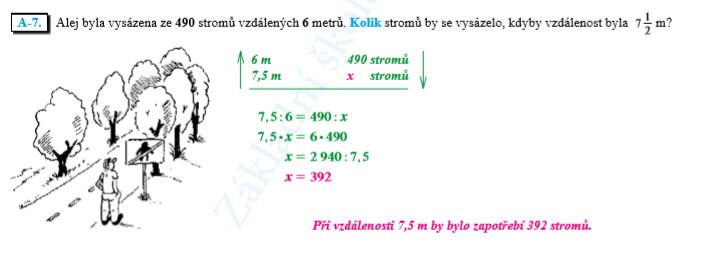 A-7. Alej byla vysázena ze 490 stromů vzdálených 6 metrů. Kolik stromů by se vysázelo, kdyby vzdálenost byla 7 1/2 m?
6 m 490 stromů
7,5 m x stromů
7,5 : 6 = 490 : x
7,5 • x = 6 • 490
x = 2 940 : 7,5
x = 392
Při vzdálenosti 7,5 m by bylo zapotřebí 392 stromů.
Základní škola